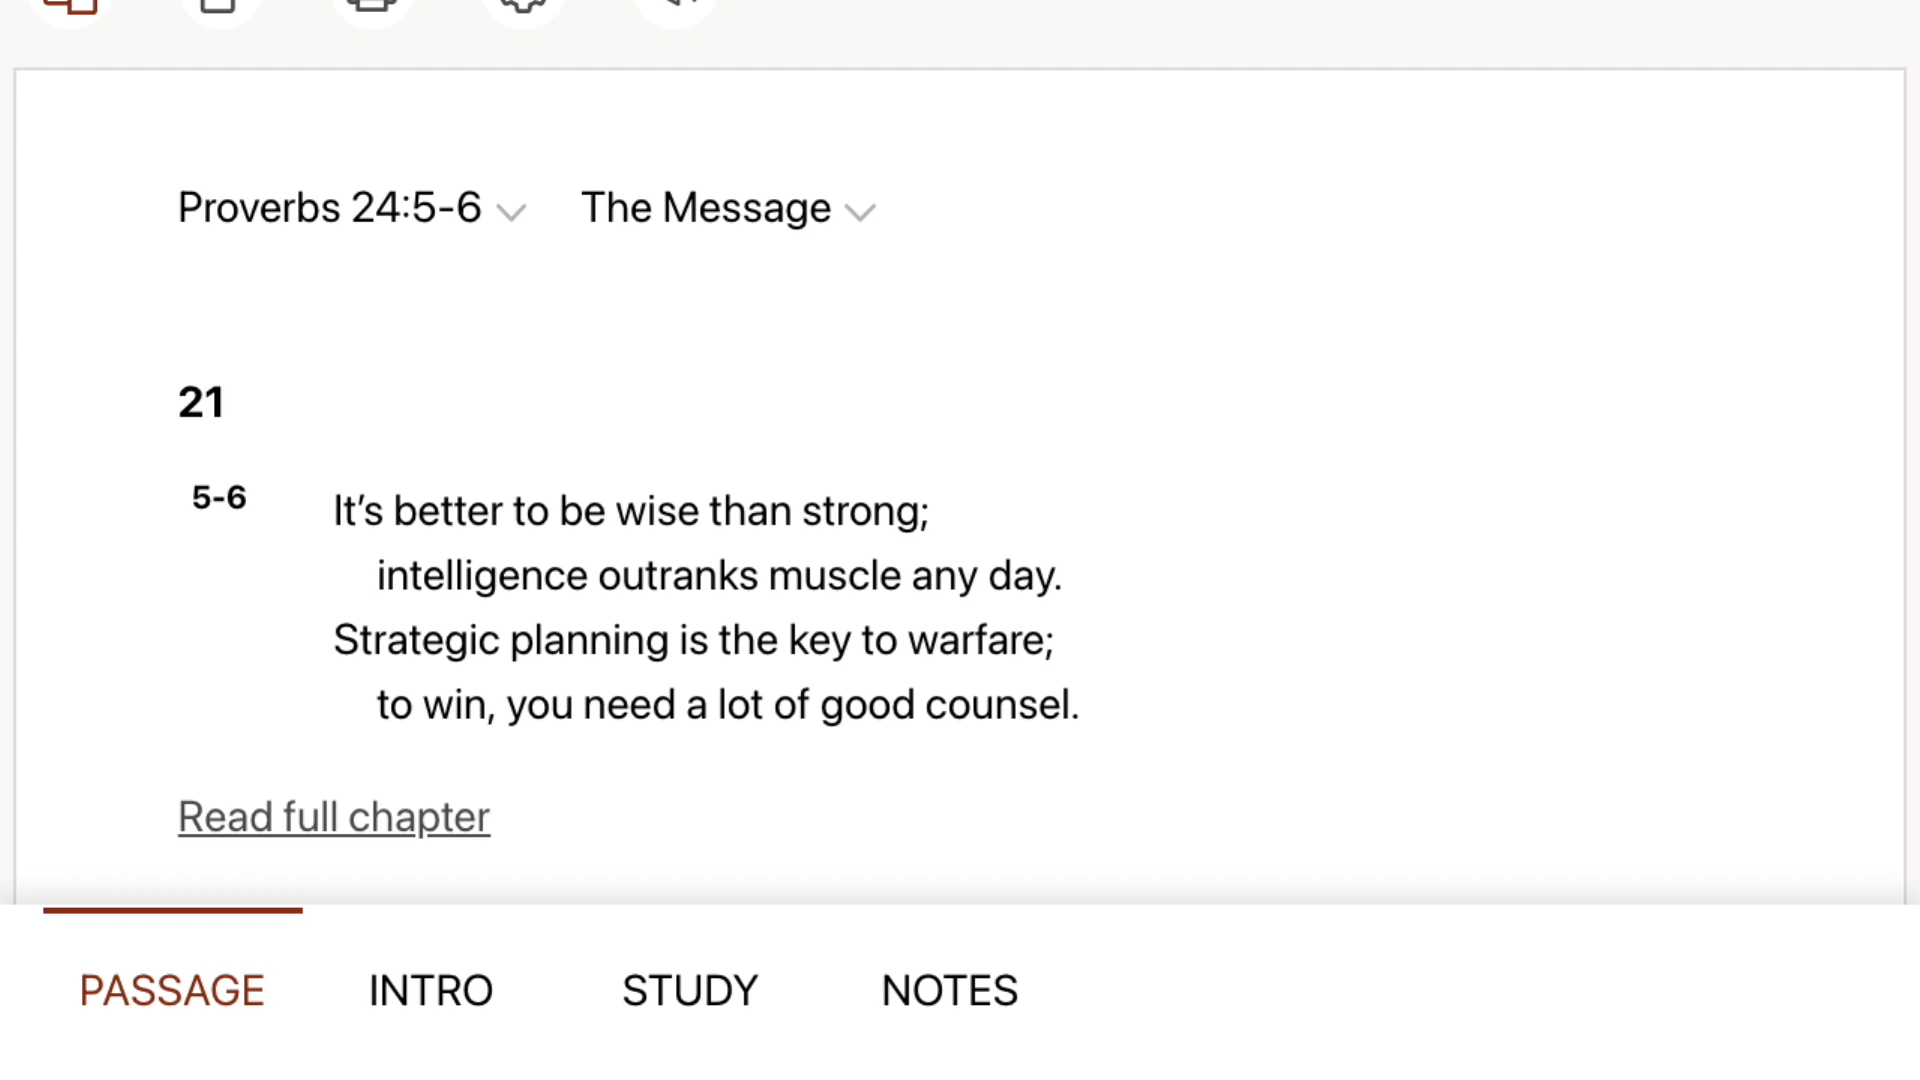 Proverbs 24:5-6 The Message
21
5-6 It’s better to be wise than strong;
intelligence outranks muscle any day.
Strategic planning is the key to warfare;
to win, you need a lot of good counsel.
Read full chapter
PASSAGE INTRO STUDY NOTES